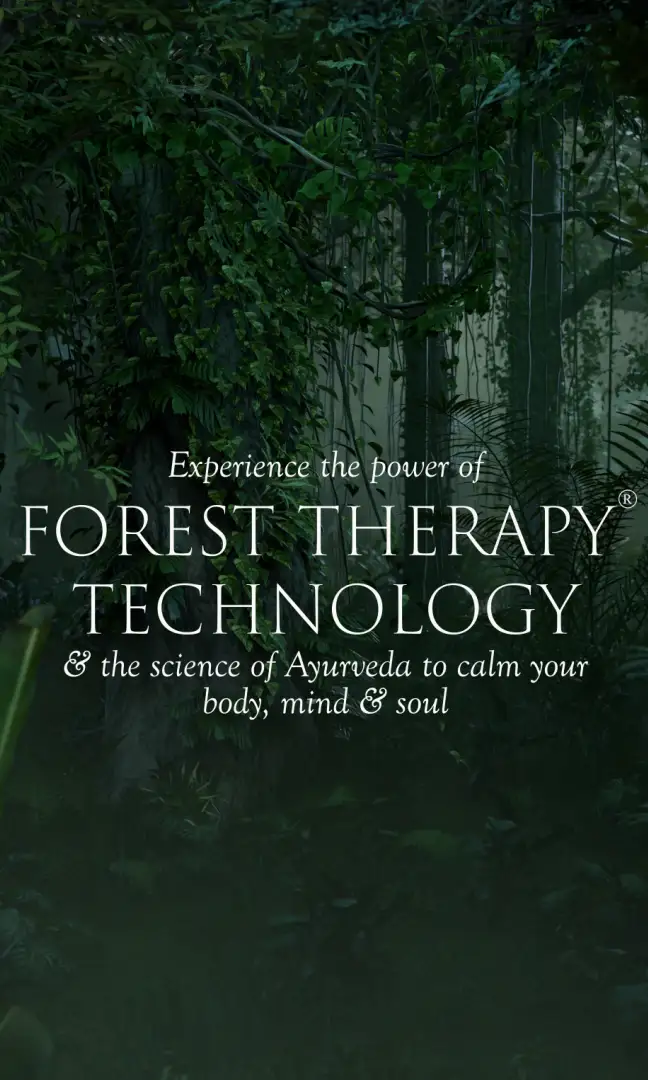 Experience the power of
FOREST THERAPY®
TECHNOLOGY
& the science of Ayurveda to calm your
body, mind & soul